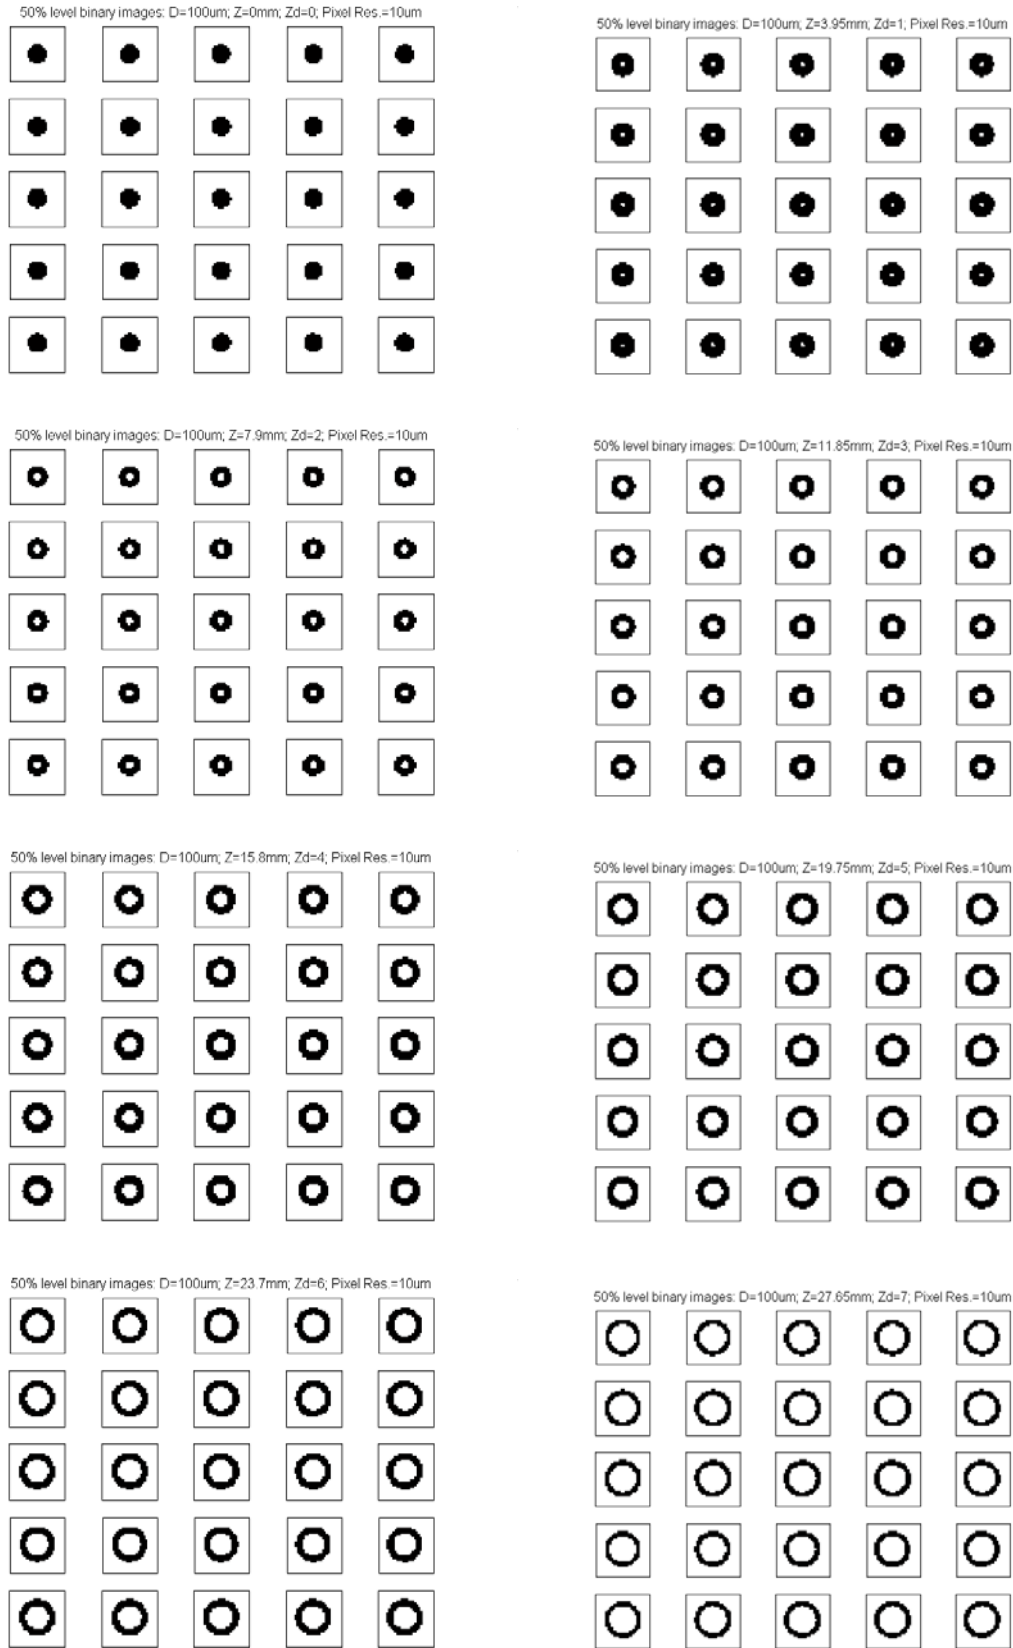 50% level binary images: D=100um; Z=0mm; Zd=0; Pixel Res.=10um
50% level binary images: D=100um; Z=3.95mm; Zd=1; Pixel Res.=10um
50% level binary images: D=100um; Z=7.9mm; Zd=2; Pixel Res.=10um
50% level binary images: D=100um; Z=11.85mm; Zd=3; Pixel Res.=10um
50% level binary images: D=100um; Z=15.8mm; Zd=4; Pixel Res.=10um
50% level binary images: D=100um; Z=19.75mm; Zd=5; Pixel Res.=10um
50% level binary images: D=100um; Z=23.7mm; Zd=6; Pixel Res.=10um
50% level binary images: D=100um; Z=27.65mm; Zd=7; Pixel Res.=10um